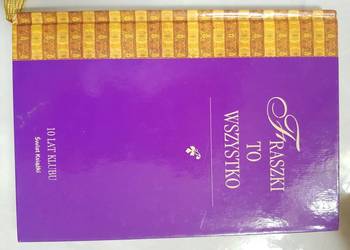 FRASZKI
TO
WSZYSTKO
10 LAT KLUBU
Świat Książki